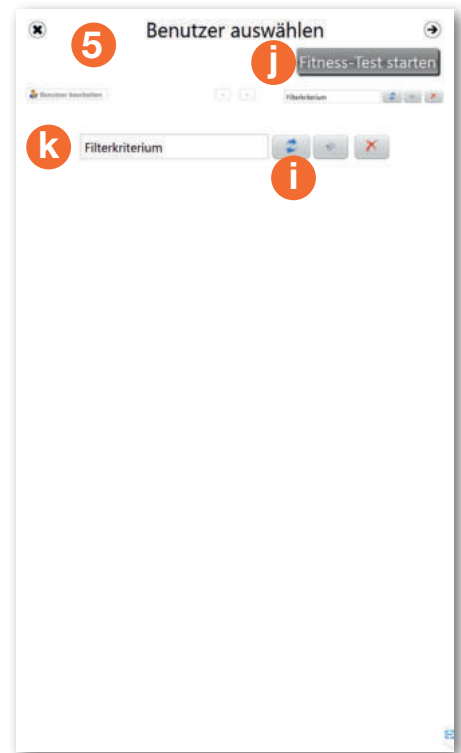 5
Benutzer auswählen
j
Fitness-Test starten
Benutzer bearbeiten
Filterkriterium
k
Filterkriterium
i